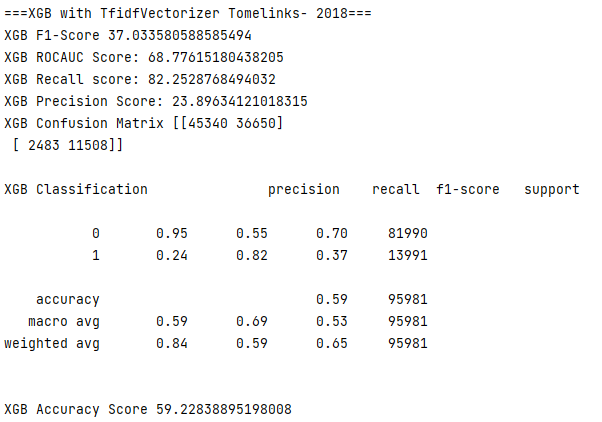 ===XGB with TfidfVectorizer Tomelinks- 2018===
XGB F1-Score 37.033580588585494
XGB ROCAUC Score: 68.77615180438205
XGB Recall score: 82.2528768494032
XGB Precision Score: 23.89634121018315
XGB Confusion Matrix [[45340 36650]
 [ 2483 11508]]
XGB Classification               precision    recall  f1-score   support
           0       0.95      0.55      0.70     81990
           1       0.24      0.82      0.37     13991
    accuracy                           0.59     95981
   macro avg       0.59      0.69      0.53     95981
weighted avg       0.84      0.59      0.65     95981
XGB Accuracy Score 59.22838895198008